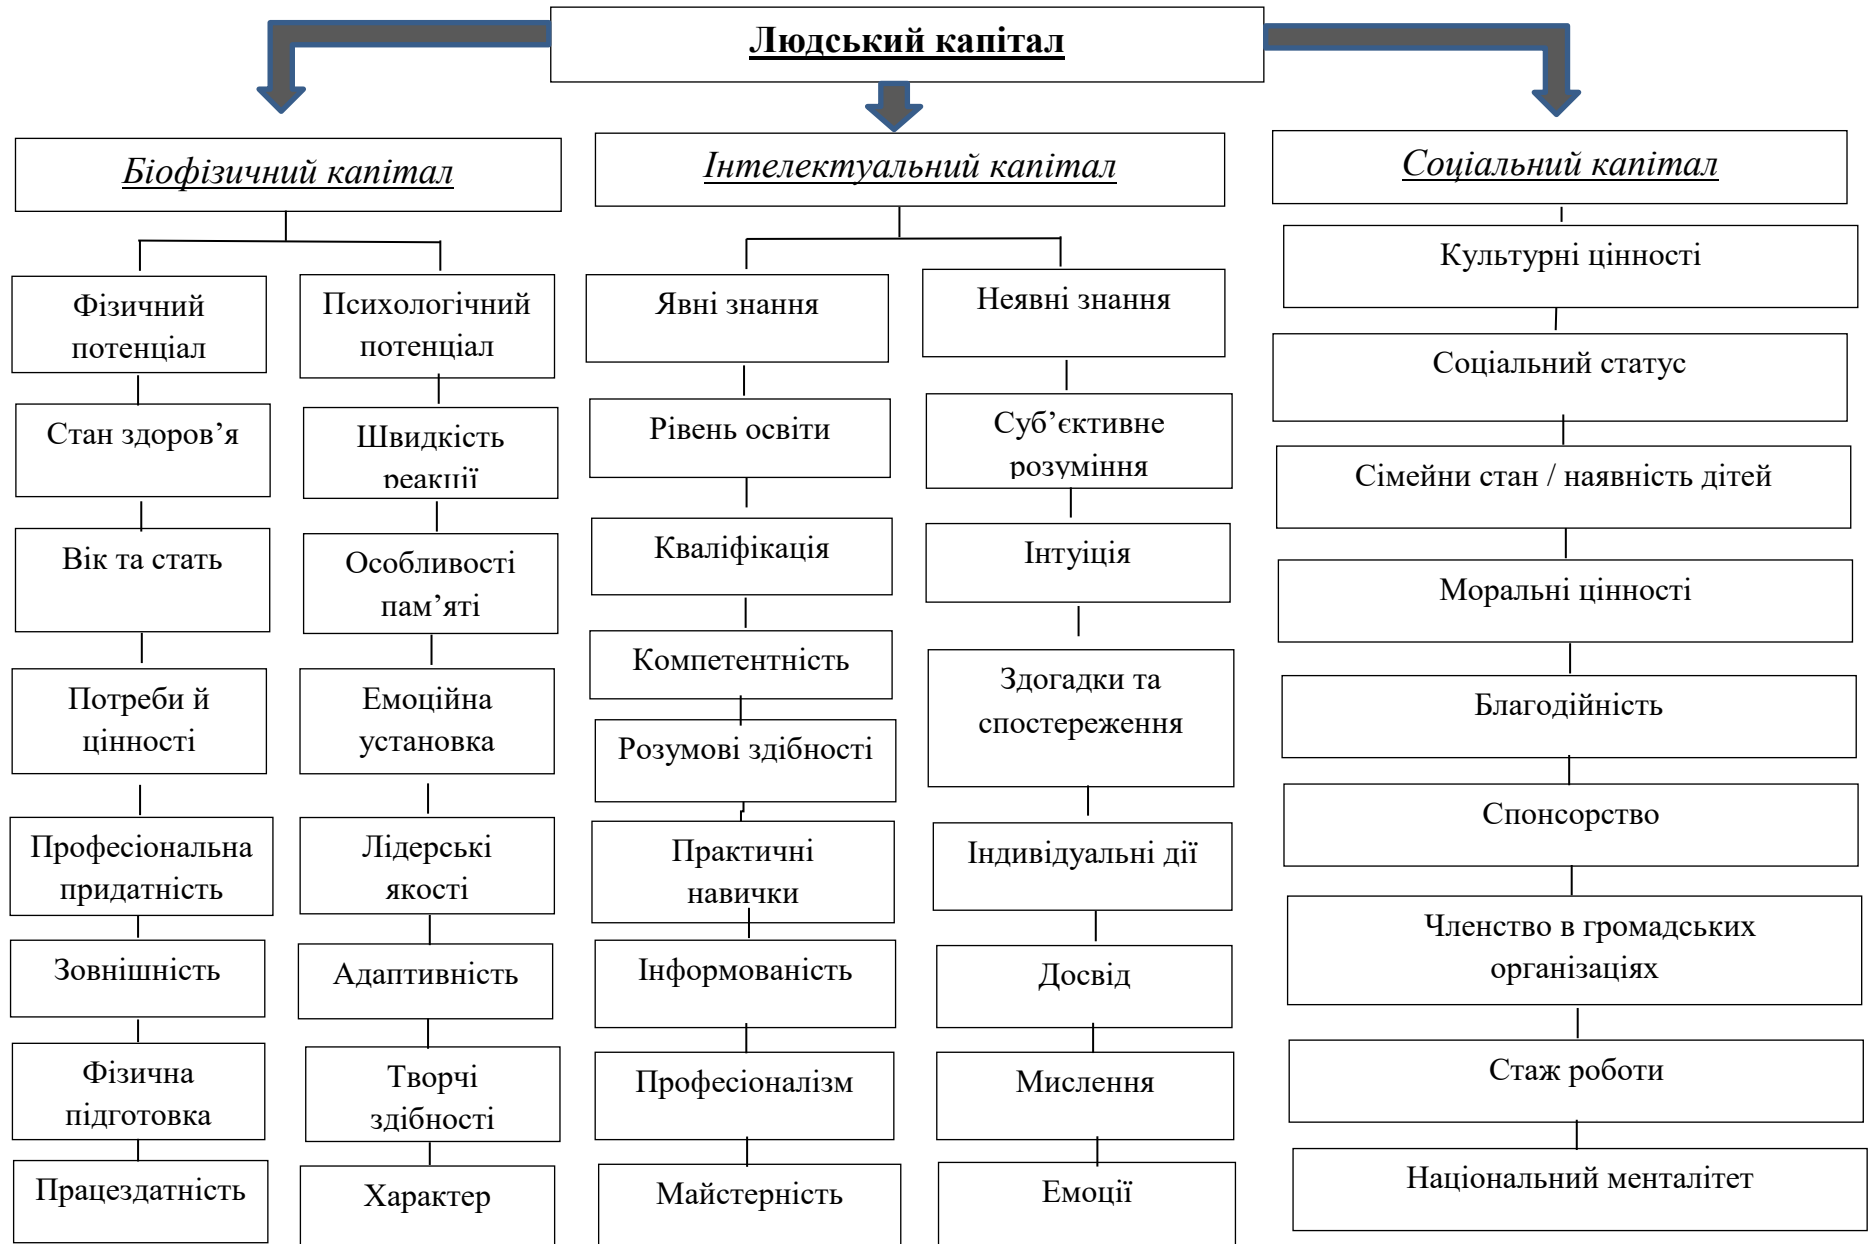 Людський капітал
Біофізичний капітал
Фізичний
потенціал
Стан здоров’я
Вік та стать
Потреби й
цінності
Професіональна
придатність
Зовнішність
Фізична
підготовка
Працездатність
Психологічний
потенціал
Швидкість
реакції
Особливості
пам’яті
Емоційна
установка
Лідерські
якості
Адаптивність
Творчі
здібності
Характер
Інтелектуальний капітал
Явні знання
Рівень освіти
Кваліфікація
Компетентність
Розумові здібності
Практичні
навички
Інформованість
Професіоналізм
Майстерність
Неявні знання
Суб’єктивне
розуміння
Інтуіція
Здогадки та
спостереження
Індивідуальні дії
Досвід
Мислення
Емоції
Соціальний капітал
Культурні цінності
Соціальний статус
Сімейни стан / наявність дітей
Моральні цінності
Благодійність
Спонсорство
Членство в громадських
організаціях
Стаж роботи
Національний менталітет